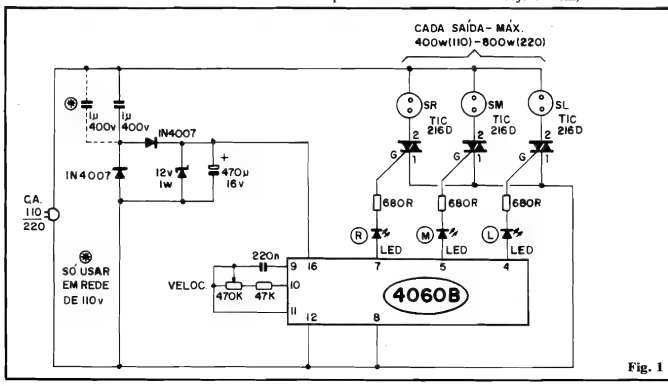 CADA SAÍDA-MÁX.
400w(110)-800w(220)
1µ 400v
1µ 400v
1N4007
1N4007
12v 1w
+
470µ 16v
C.A. 110 220
SÓ USAR EM REDE DE 110v
SR
TIC 216D
SM
TIC 216D
SL
TIC 216D
2
G
1
2
G
1
2
G
1
680R
680R
680R
R
LED
M
LED
L
LED
220n
VELOC.
470K
47K
9
16
10
11
12
8
7
5
4
4060B
Fig. 1